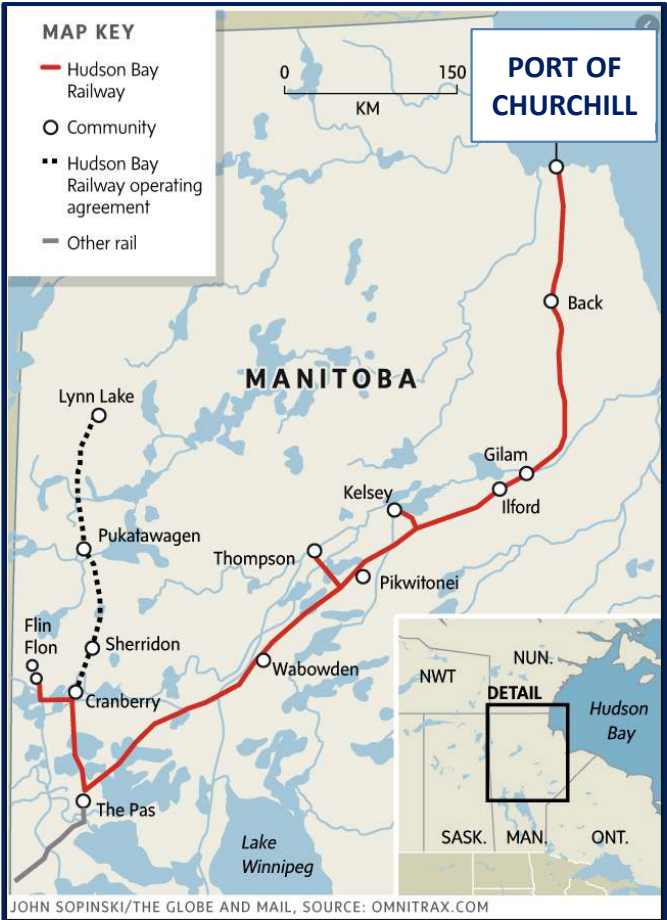 MAP KEY
Hudson Bay
Railway
Community
Hudson Bay
Railway operating
agreement
Other rail
0 150
KM
PORT OF
CHURCHILL
Back
MANITOBA
Lynn Lake
Gilam
Kelsey
Ilford
Pukatawagen
Thompson
Pikwitonei
Flin
Flon
Sherridon
Wabowden
Cranberry
The Pas
Lake
Winnipeg
NUN.
NWT
DETAIL
Hudson
Bay
SASK. MAN. ONT.
JOHN SOPINSKI/THE GLOBE AND MAIL, SOURCE: OMNITRAX.COM